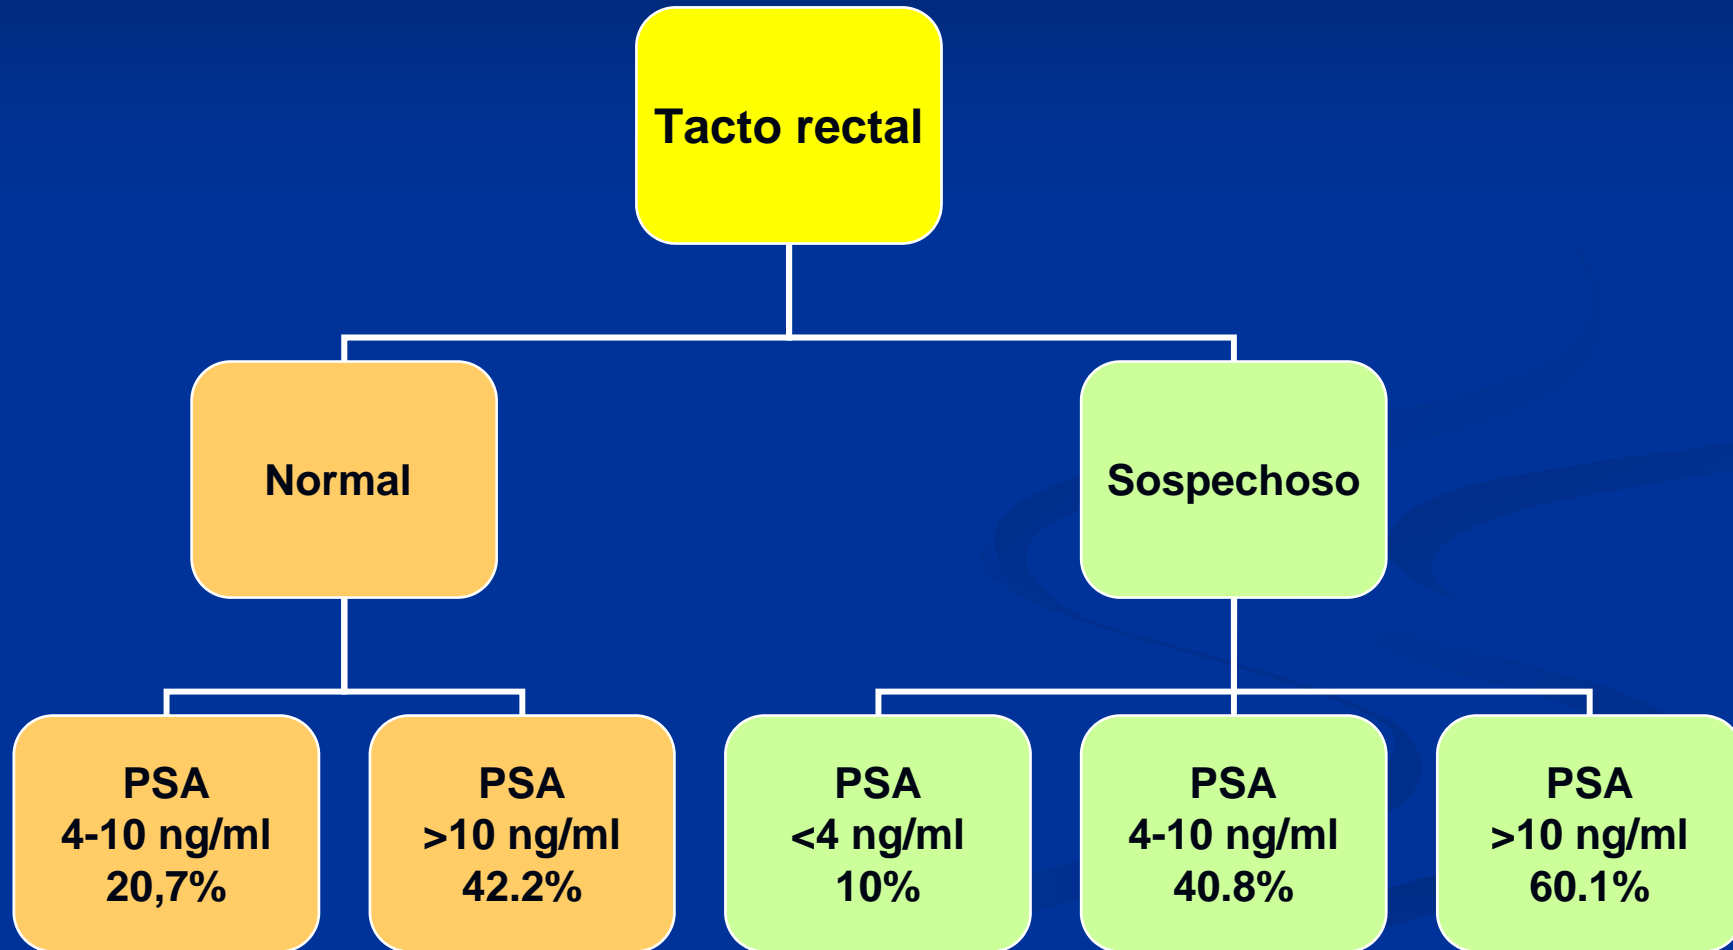 Tacto rectal
Normal
Sospechoso
PSA
4-10 ng/ml
20,7%
PSA
>10 ng/ml
42.2%
PSA
<4 ng/ml
10%
PSA
4-10 ng/ml
40.8%
PSA
>10 ng/ml
60.1%